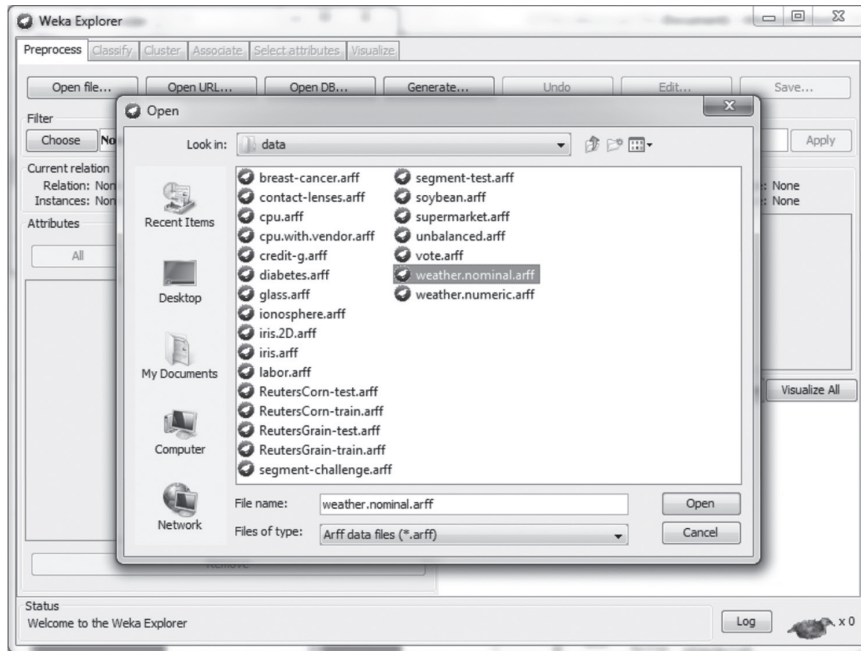 Weka Explorer
Preprocess Classify Cluster Associate Select attributes Visualize
Open file... Open URL... Open DB... Generate... Undo Edit... Save...
Filter
Choose No Apply
Current relation
Relation: Non
Instances: Non
: None
: None
Attributes
All
Visualize All
Remove
Status
Welcome to the Weka Explorer
Log x 0
Open
Look in: data
Recent Items
Desktop
My Documents
Computer
Network
breast-cancer.arff
contact-lenses.arff
cpu.arff
cpu.with.vendor.arff
credit-g.arff
diabetes.arff
glass.arff
ionosphere.arff
iris.2D.arff
iris.arff
labor.arff
ReutersCorn-test.arff
ReutersCorn-train.arff
ReutersGrain-test.arff
ReutersGrain-train.arff
segment-challenge.arff
segment-test.arff
soybean.arff
supermarket.arff
unbalanced.arff
vote.arff
weather.nominal.arff
weather.numeric.arff
File name: weather.nominal.arff Open
Files of type: Arff data files (*.arff) Cancel